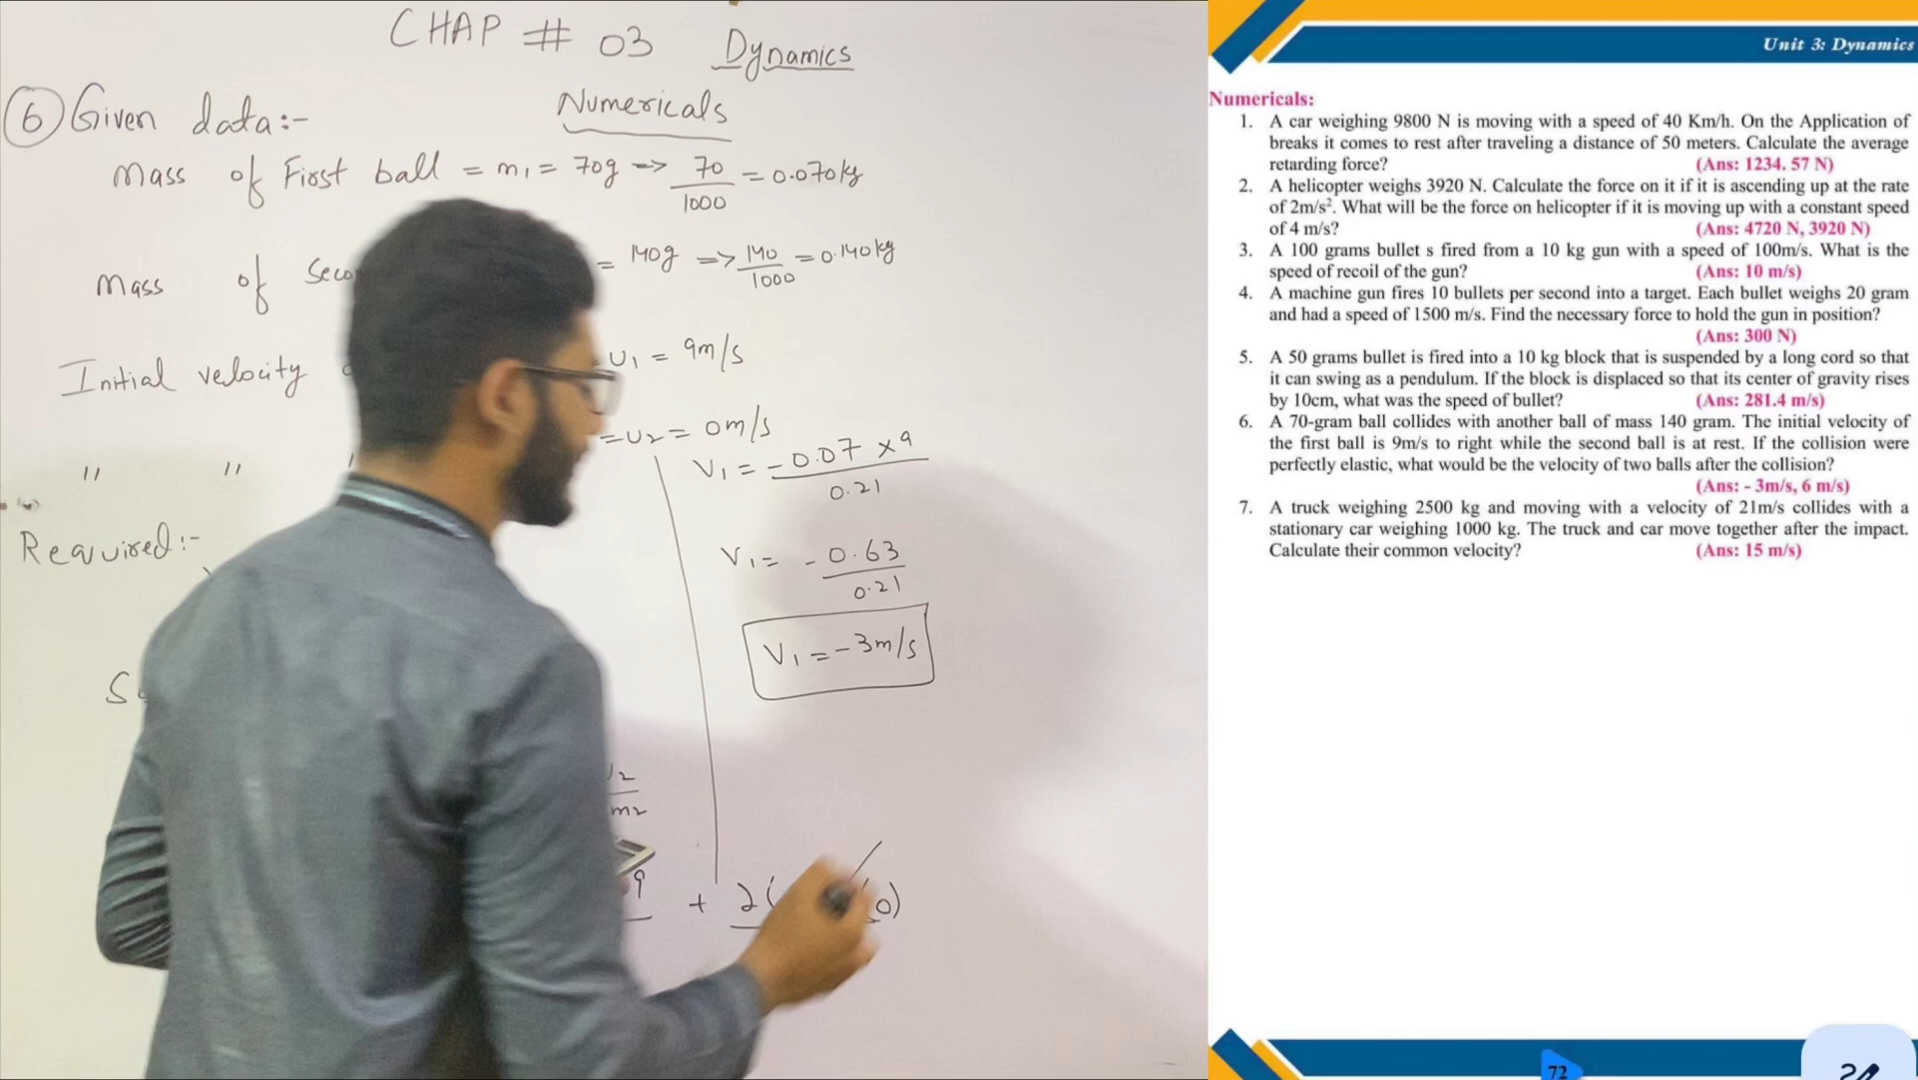 CHAP # 03 Dynamics
Numericals
6 Given data:-
Mass of First ball = m1 = 70g => 70/1000 = 0.070kg
Mass of = 140g => 140/1000 = 0.140kg
Initial velocity u1 = 9m/s
" " = u2 = 0m/s
Required:-
V1 = -0.07 x 9 / 0.21
V1 = -0.63 / 0.21
V1 = -3m/s
m2
9 + 2( (0)
Unit 3: Dynamics
Numericals:
1. A car weighing 9800 N is moving with a speed of 40 Km/h. On the Application of
breaks it comes to rest after traveling a distance of 50 meters. Calculate the average
retarding force? (Ans: 1234. 57 N)
2. A helicopter weighs 3920 N. Calculate the force on it if it is ascending up at the rate
of 2m/s². What will be the force on helicopter if it is moving up with a constant speed
of 4 m/s? (Ans: 4720 N, 3920 N)
3. A 100 grams bullet s fired from a 10 kg gun with a speed of 100m/s. What is the
speed of recoil of the gun? (Ans: 10 m/s)
4. A machine gun fires 10 bullets per second into a target. Each bullet weighs 20 gram
and had a speed of 1500 m/s. Find the necessary force to hold the gun in position?
(Ans: 300 N)
5. A 50 grams bullet is fired into a 10 kg block that is suspended by a long cord so that
it can swing as a pendulum. If the block is displaced so that its center of gravity rises
by 10cm, what was the speed of bullet? (Ans: 281.4 m/s)
6. A 70-gram ball collides with another ball of mass 140 gram. The initial velocity of
the first ball is 9m/s to right while the second ball is at rest. If the collision were
perfectly elastic, what would be the velocity of two balls after the collision?
(Ans: - 3m/s, 6 m/s)
7. A truck weighing 2500 kg and moving with a velocity of 21m/s collides with a
stationary car weighing 1000 kg. The truck and car move together after the impact.
Calculate their common velocity? (Ans: 15 m/s)
72